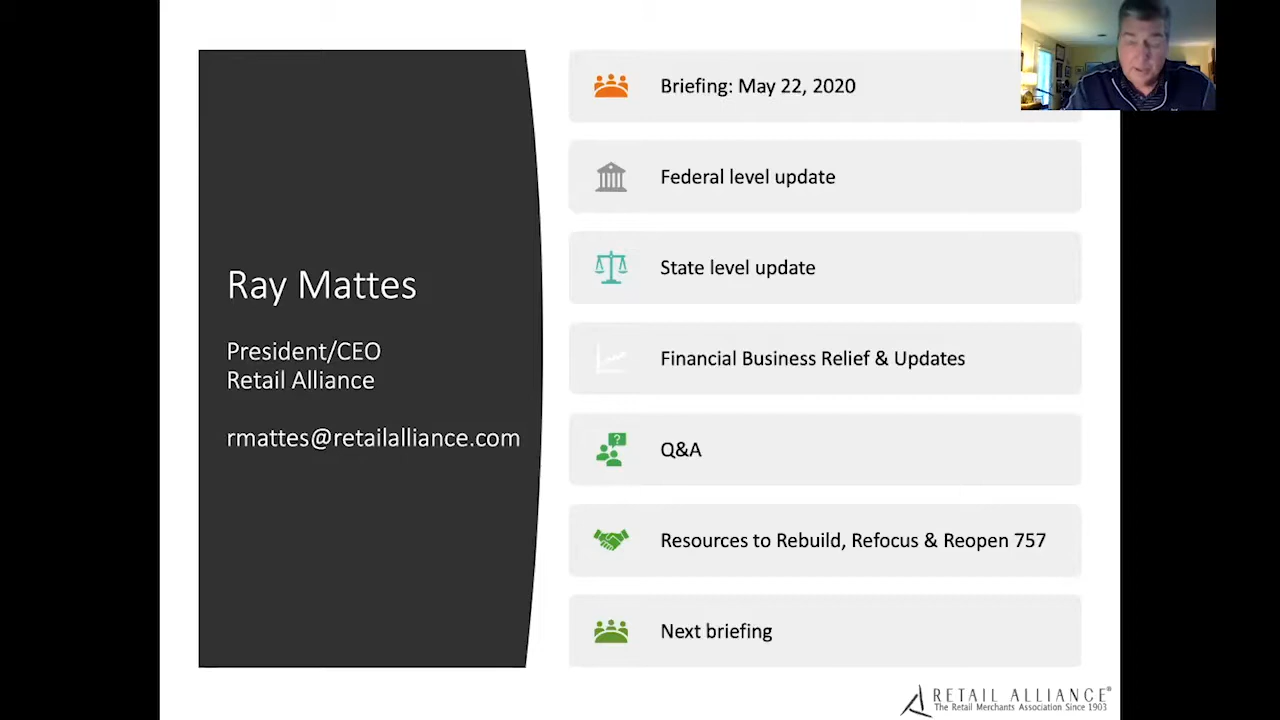 Ray Mattes
President/CEO
Retail Alliance
rmattes@retailalliance.com
Briefing: May 22, 2020
Federal level update
State level update
Financial Business Relief & Updates
?
Q&A
Resources to Rebuild, Refocus & Reopen 757
Next briefing
RETAIL ALLIANCE®
The Retail Merchants Association Since 1903